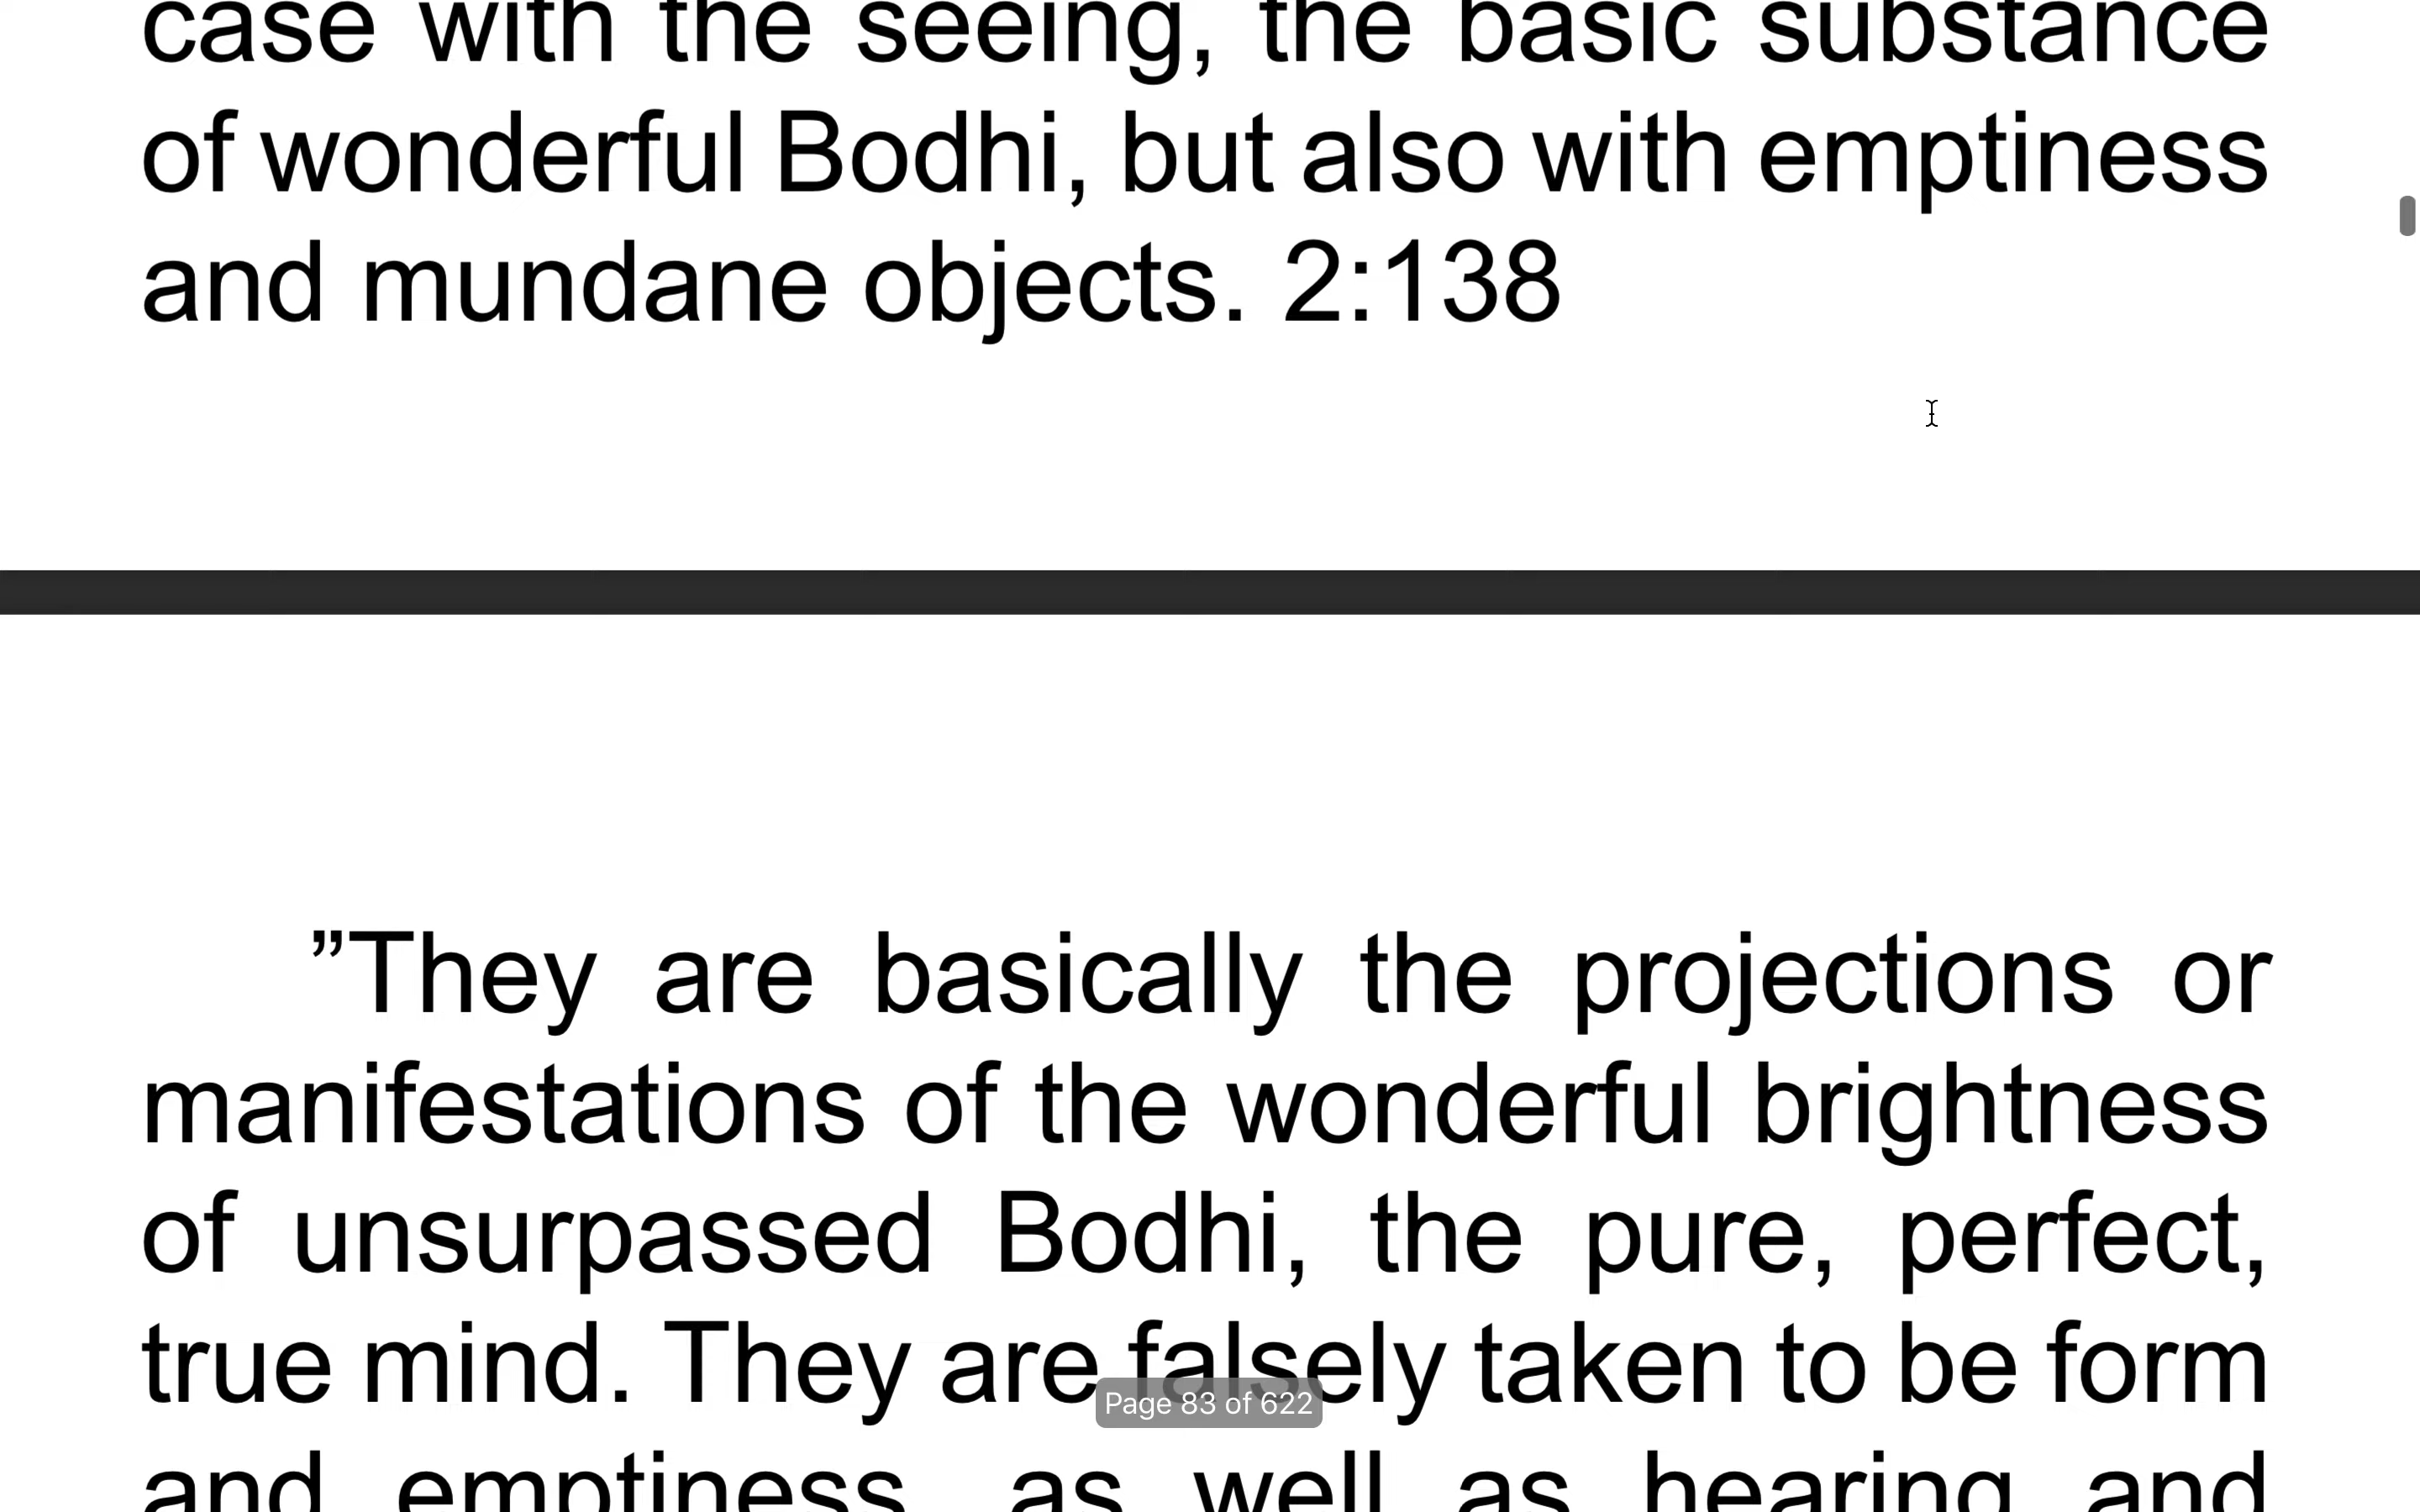 case with the seeing, the basic substance
of wonderful Bodhi, but also with emptiness
and mundane objects. 2:138
”They are basically the projections or
manifestations of the wonderful brightness
of unsurpassed Bodhi, the pure, perfect,
true mind. They are falsely taken to be form
Page 83 of 622
and emptiness as well as hearing and